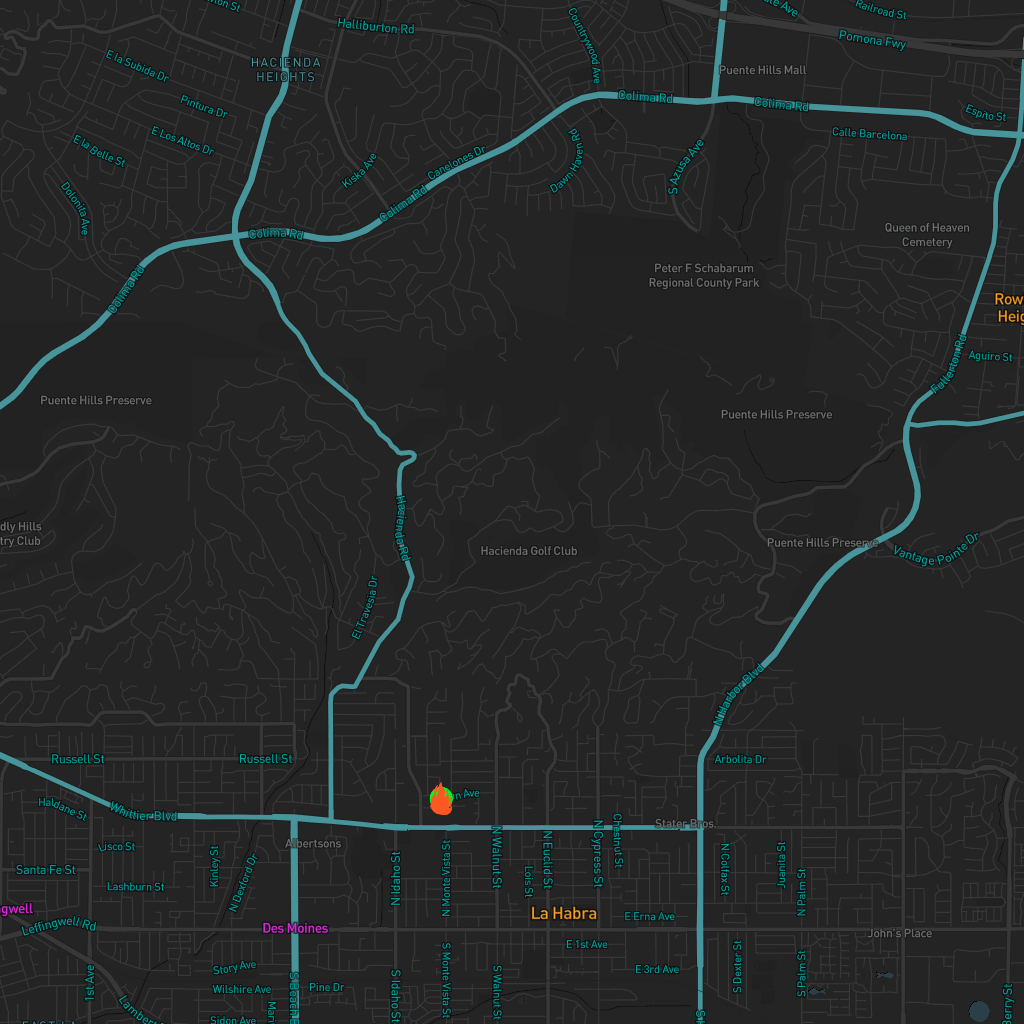 Halliburton Rd
Countrywood Ave
Railroad St
Pomona Fwy
HACIENDA
HEIGHTS
E la Subida Dr
Puente Hills Mall
Pintura Dr
Colima Rd
Colima Rd
Espito St
E Los Altos Dr
Calle Barcelona
E la Belle St
Kiska Ave
Canelones Dr
Dawn Haven Rd
S Azusa Ave
Dolonita Ave
Colima Rd
Colima Rd
Queen of Heaven
Cemetery
Colima Rd
Peter F Schabarum
Regional County Park
Row
Heig
Fullerton Rd
Aguiro St
Puente Hills Preserve
Puente Hills Preserve
Hacienda Rd
dly Hills
try Club
Hacienda Golf Club
Puente Hills Preserve
Vantage Pointe Dr
El Travesia Dr
N Harbor Blvd
Russell St
Russell St
Arbolita Dr
Haldane St
Whittier Blvd
Stater Bros.
Albertsons
Lisco St
Kinley St
N Dexford Dr
N Idaho St
N Monte Vista St
N Walnut St
Lois St
N Euclid St
N Cypress St
Chestnut St
N Colfax St
Juanita St
N Palm St
Santa Fe St
Lashburn St
ngwell
Leffingwell Rd
Des Moines
La Habra
E Erna Ave
John's Place
E 1st Ave
E 3rd Ave
Story Ave
Wilshire Ave
Pine Dr
1st Ave
S Idaho St
S Monte Vista St
S Walnut St
S Dexter St
S Palm St
Berry St
Lambert
Sidon Ave